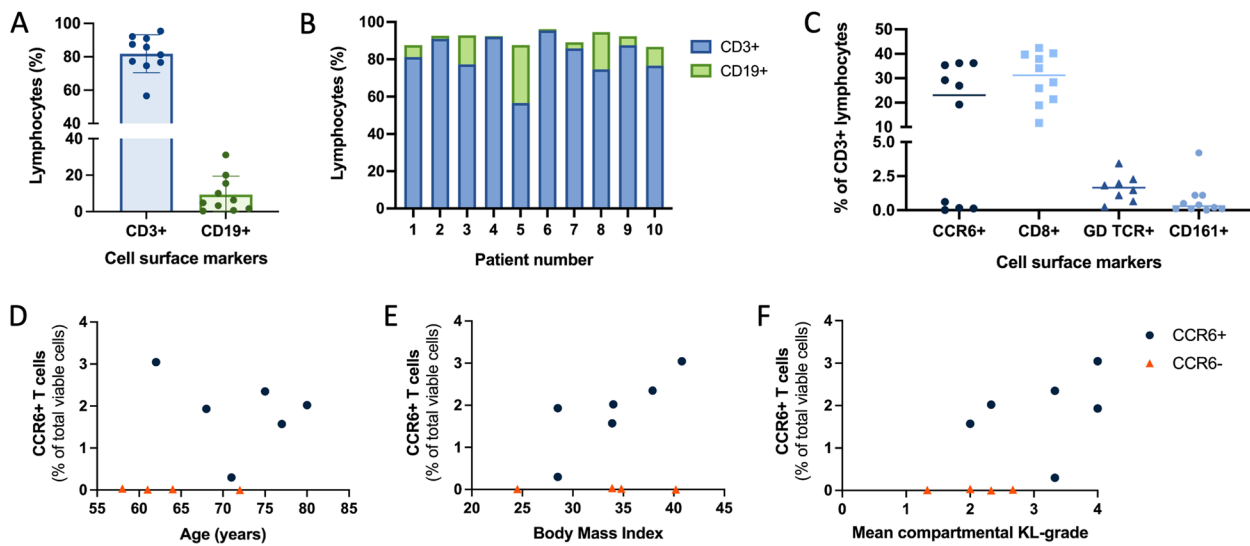 A
Lymphocytes (%)
100
80
60
40
40
20
0
CD3+ CD19+
Cell surface markers
B
Lymphocytes (%)
100
80
60
40
20
0
1 2 3 4 5 6 7 8 9 10
Patient number
CD3+
CD19+
C
% of CD3+ lymphocytes
50
40
30
20
10
5.0
2.5
0.0
CCR6+ CD8+ GD TCR+ CD161+
Cell surface markers
D
CCR6+ T cells
(% of total viable cells)
4
3
2
1
0
55 60 65 70 75 80 85
Age (years)
E
CCR6+ T cells
(% of total viable cells)
4
3
2
1
0
20 25 30 35 40 45
Body Mass Index
F
CCR6+ T cells
(% of total viable cells)
4
3
2
1
0
0 1 2 3 4
Mean compartmental KL-grade
CCR6+
CCR6-